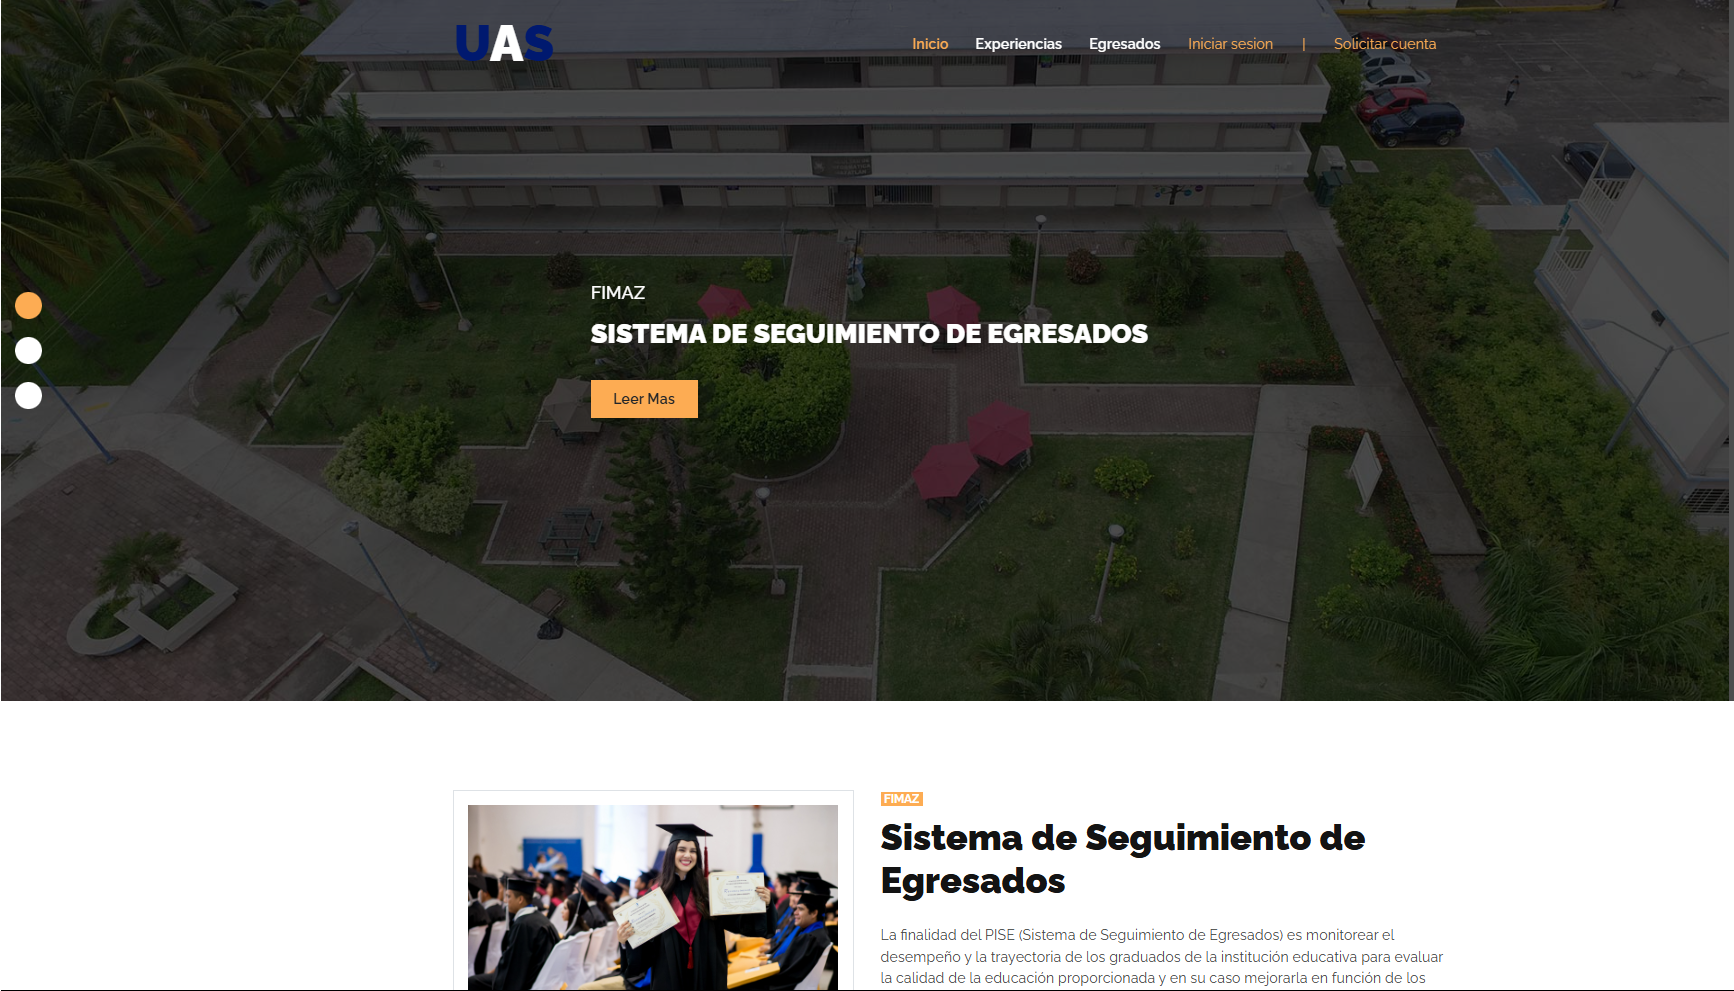 UAS
Inicio Experiencias Egresados Iniciar sesion | Solicitar cuenta
FIMAZ
SISTEMA DE SEGUIMIENTO DE EGRESADOS
Leer Mas
FIMAZ
Sistema de Seguimiento de
Egresados
La finalidad del PISE (Sistema de Seguimiento de Egresados) es monitorear el
desempeño y la trayectoria de los graduados de la institución educativa para evaluar
la calidad de la educación proporcionada y en su caso mejorarla en función de los